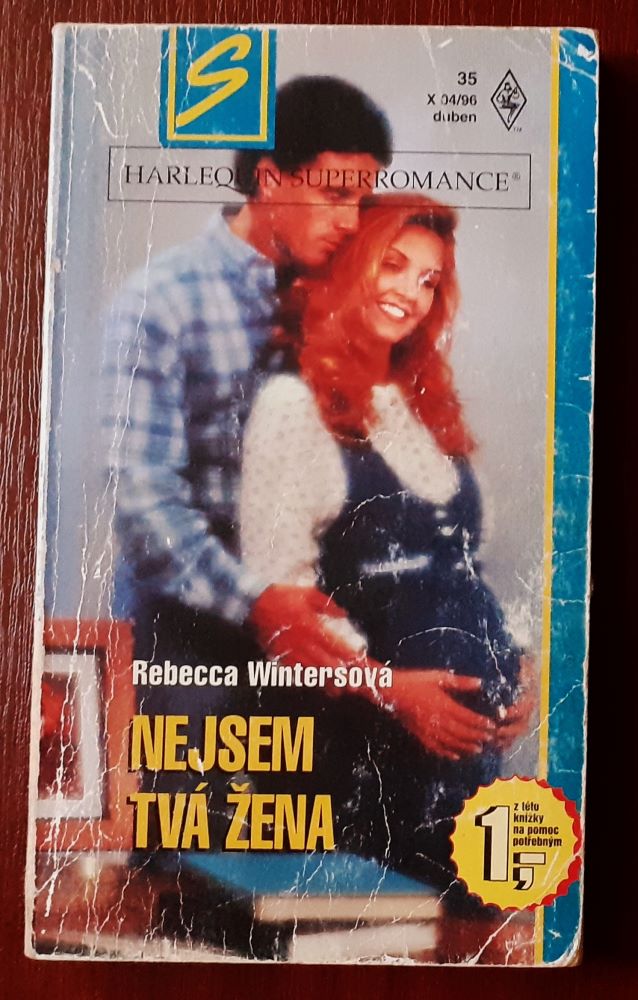 S
35
X 04/96
duben
HARLEQUIN SUPERROMANCE®
Rebecca Wintersová
NEJSEM
TVÁ ŽENA
z této
knížky
na pomoc
potřebným
1,-